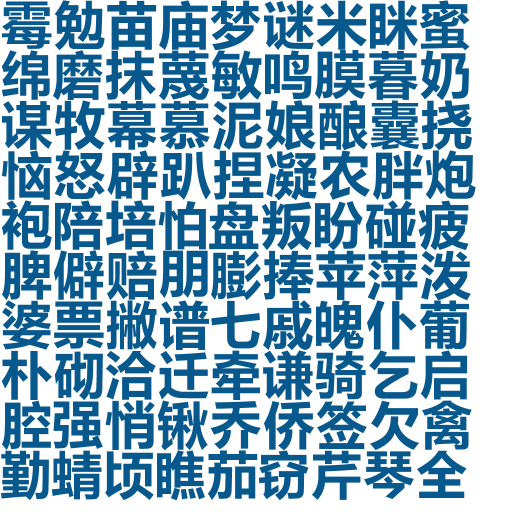 霉勉苗庙梦谜米眯蜜
绵磨抹蔑敏鸣膜暮奶
谋牧幕慕泥娘酿囊挠
恼怒辟趴捏凝农胖炮
袍陪培怕盘叛盼碰疲
脾僻赔朋膨捧苹萍泼
婆票撇谱七戚魄仆葡
朴砌洽迁牵谦骑乞启
腔强悄锹乔侨签欠禽
勤蜻顷瞧茄窃芹琴全